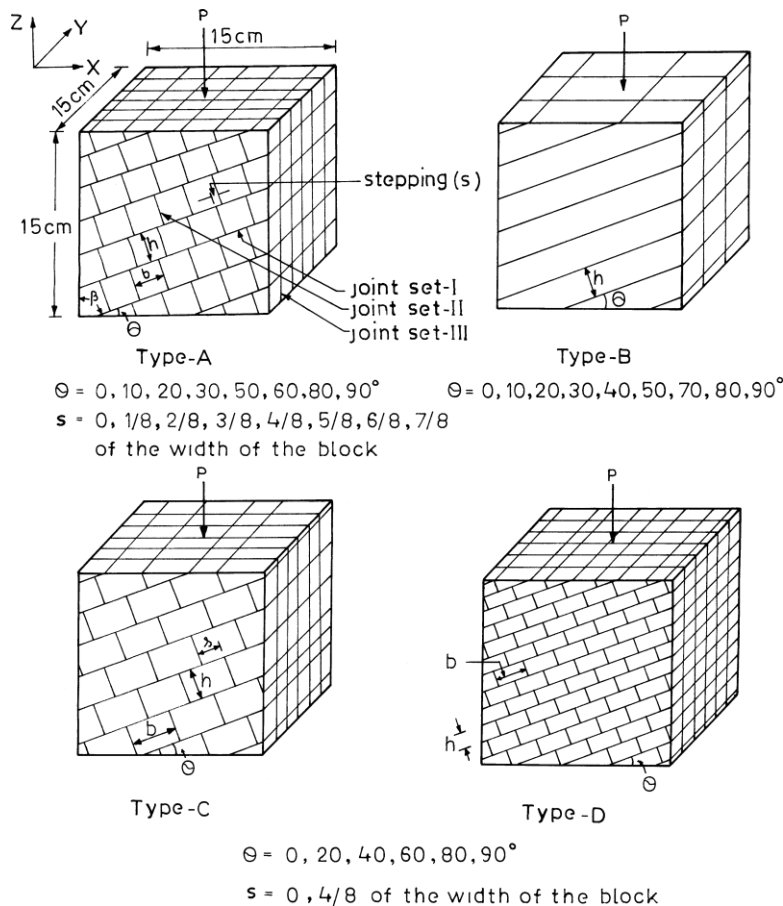 Z
Y
X
P
15cm
15cm
15cm
stepping (s)
h
b
β
θ
joint set-I
joint set-II
joint set-III
Type-A
θ = 0, 10, 20, 30, 50, 60, 80, 90°
s = 0, 1/8, 2/8, 3/8, 4/8, 5/8, 6/8, 7/8
of the width of the block
P
h
θ
Type-B
θ = 0, 10, 20, 30, 40, 50, 70, 80, 90°
P
s
h
b
θ
Type-C
P
b
h
θ
Type-D
θ = 0, 20, 40, 60, 80, 90°
s = 0, 4/8 of the width of the block